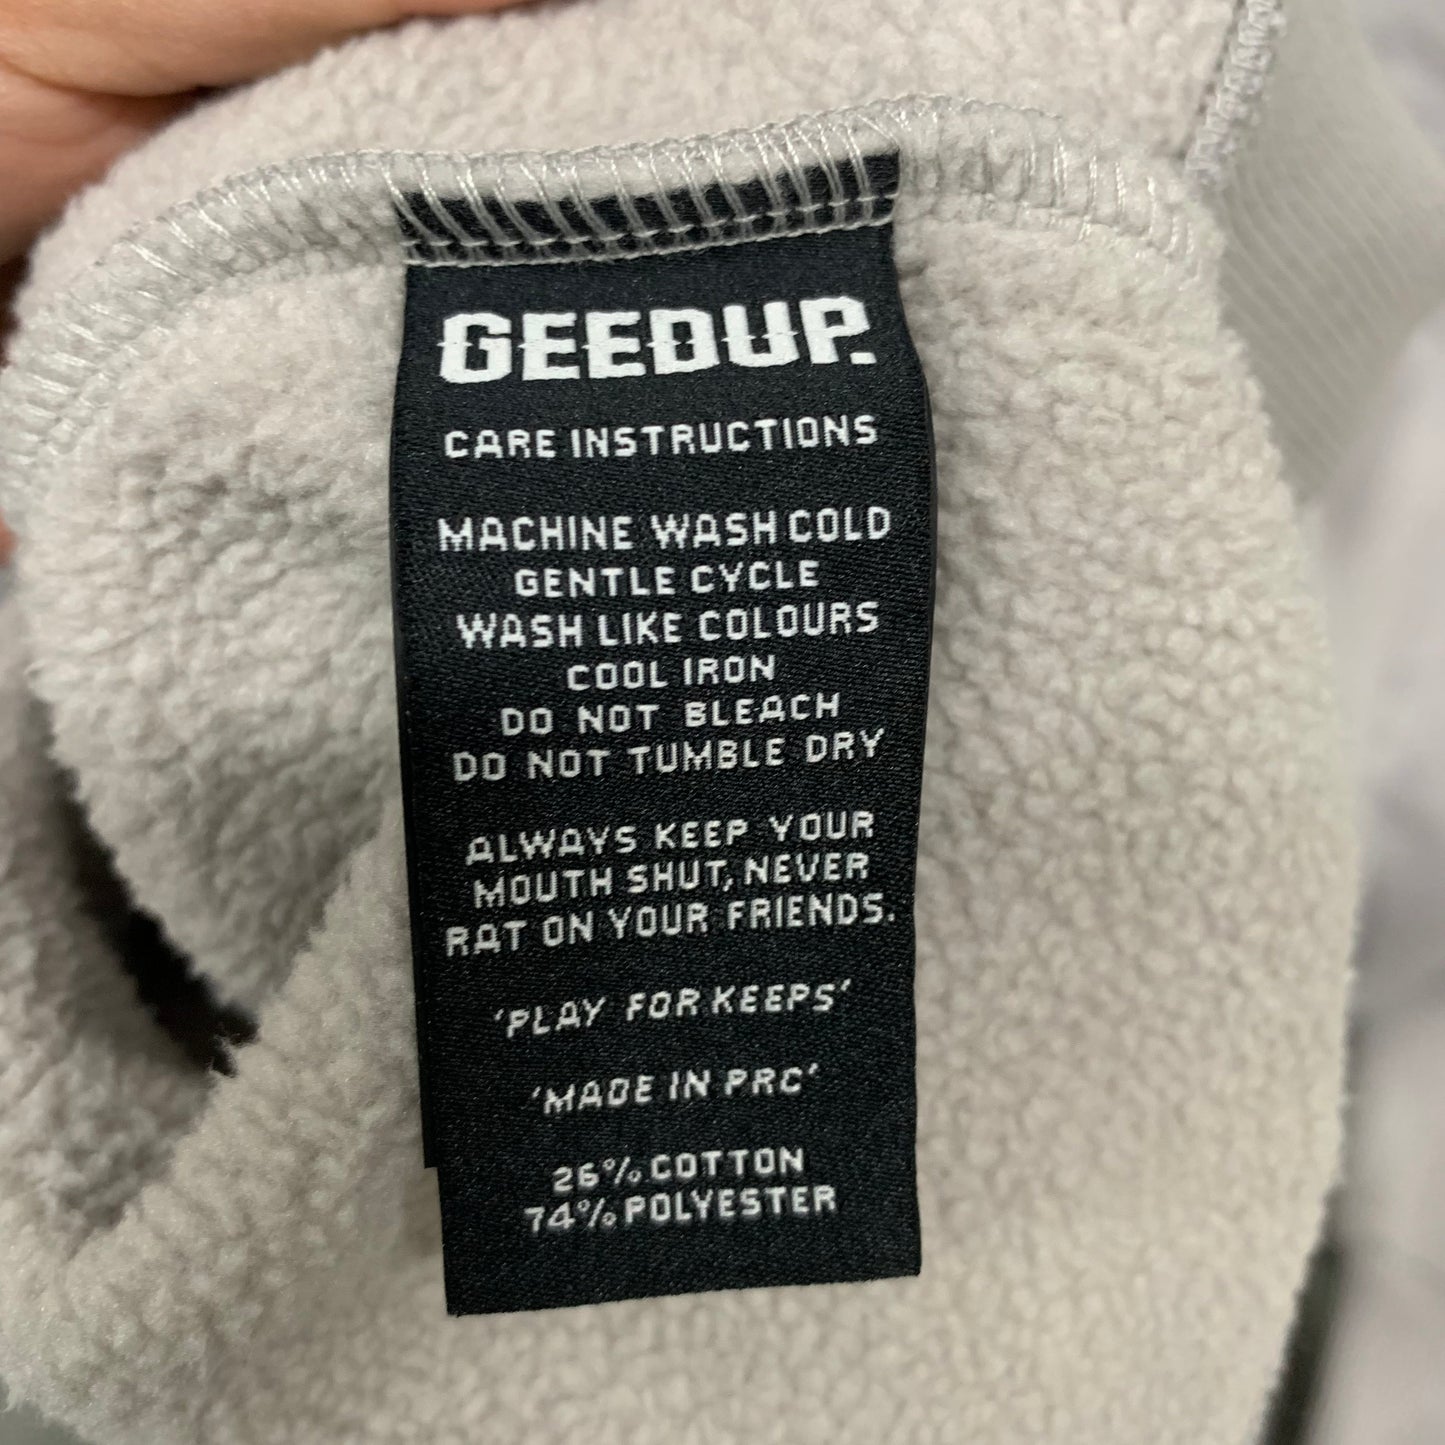 GEEDUP.
CARE INSTRUCTIONS
MACHINE WASH COLD
GENTLE CYCLE
WASH LIKE COLOURS
COOL IRON
DO NOT BLEACH
DO NOT TUMBLE DRY
ALWAYS KEEP YOUR
MOUTH SHUT, NEVER
RAT ON YOUR FRIENDS.
'PLAY FOR KEEPS'
'MADE IN PRC'
26% COTTON
74% POLYESTER